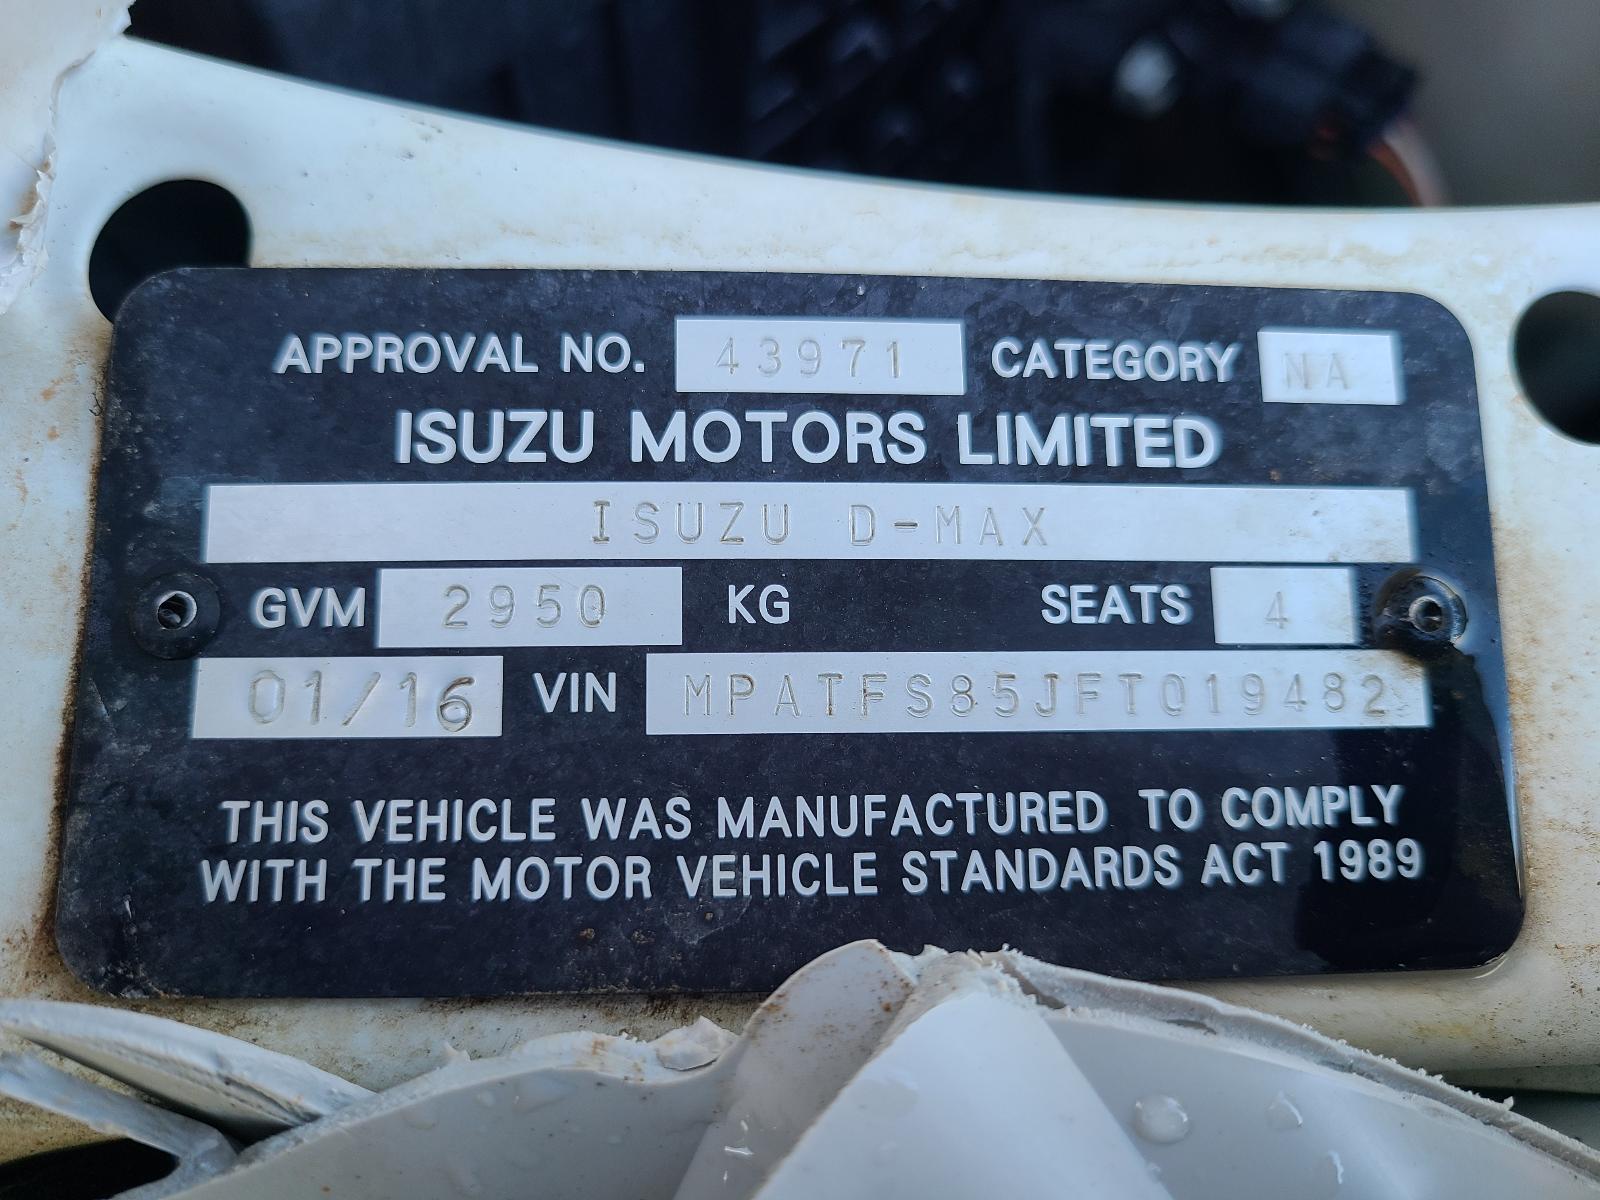 APPROVAL NO. 43971 CATEGORY NA
ISUZU MOTORS LIMITED
ISUZU D-MAX
GVM 2950 KG SEATS 4
01/16 VIN MPATFS85JFT019482
THIS VEHICLE WAS MANUFACTURED TO COMPLY
WITH THE MOTOR VEHICLE STANDARDS ACT 1989